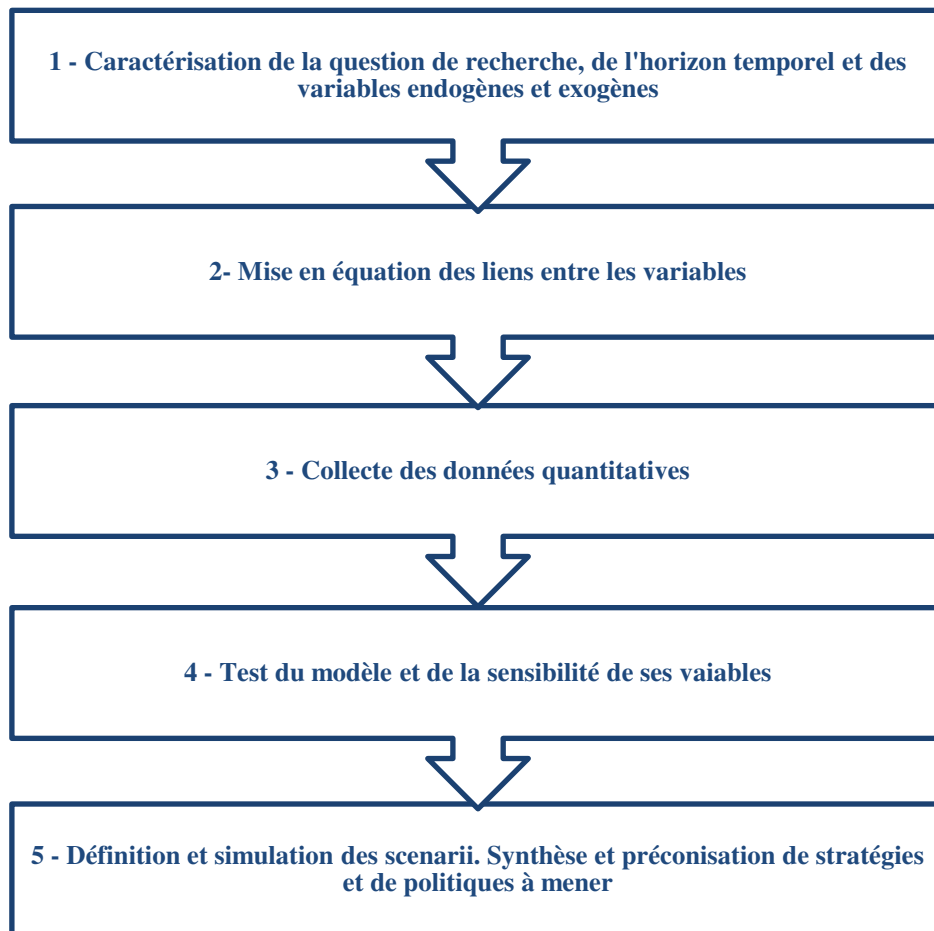 1 - Caractérisation de la question de recherche, de l'horizon temporel et des
variables endogènes et exogènes
2- Mise en équation des liens entre les variables
3 - Collecte des données quantitatives
4 - Test du modèle et de la sensibilité de ses vaiables
5 - Définition et simulation des scenarii. Synthèse et préconisation de stratégies
et de politiques à mener